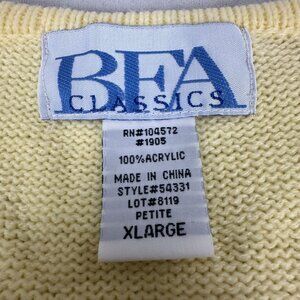 BFA
CLASSICS
RN#104572
#1905
100%ACRYLIC
MADE IN CHINA
STYLE#54331
LOT#8119
PETITE
XLARGE